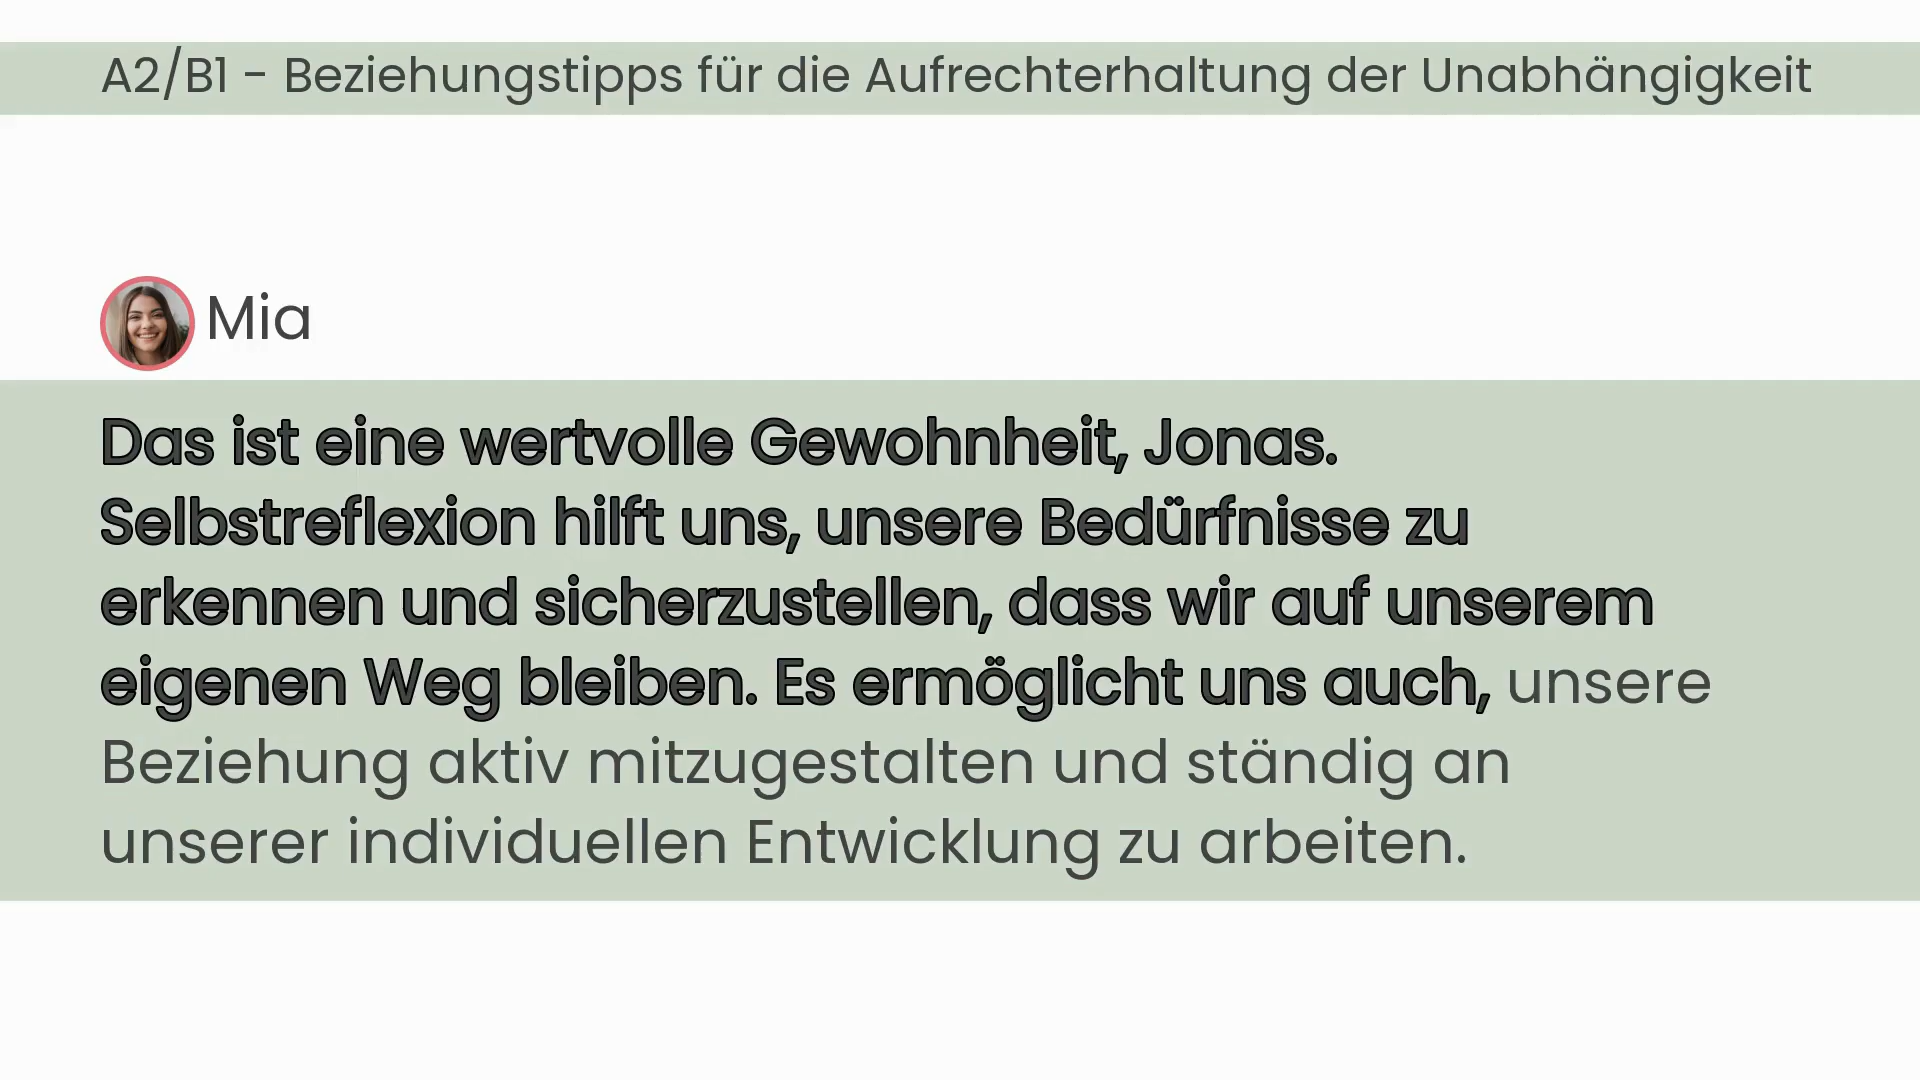 A2/B1 - Beziehungstipps für die Aufrechterhaltung der Unabhängigkeit
Mia
Das ist eine wertvolle Gewohnheit, Jonas.
Selbstreflexion hilft uns, unsere Bedürfnisse zu
erkennen und sicherzustellen, dass wir auf unserem
eigenen Weg bleiben. Es ermöglicht uns auch, unsere
Beziehung aktiv mitzugestalten und ständig an
unserer individuellen Entwicklung zu arbeiten.